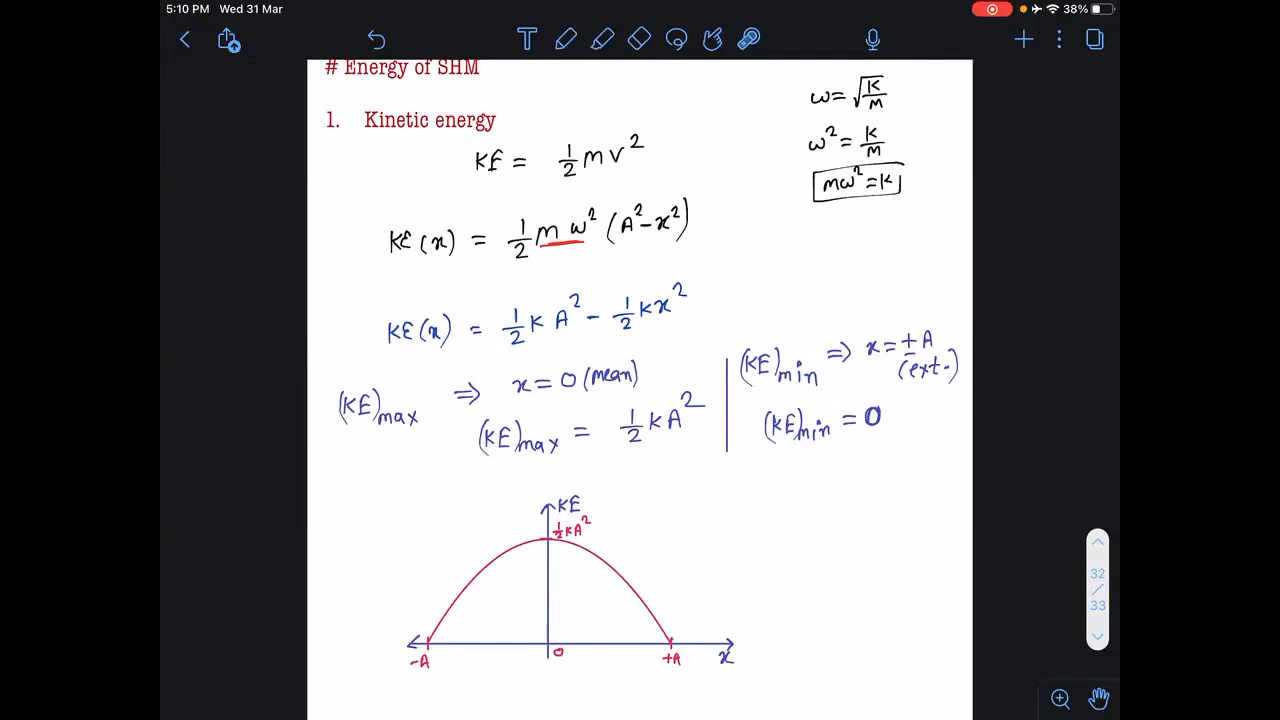 5:10 PM Wed 31 Mar
38%
# Energy of SHM
1. Kinetic energy
KE = 1/2 mv²
ω = √(K/m)
ω² = K/m
mω² = K
KE(x) = 1/2 mω² (A² - x²)
KE(x) = 1/2 KA² - 1/2 Kx²
(KE)max ⇒ x = 0 (mean)
(KE)max = 1/2 KA²
(KE)min ⇒ x = ±A
(ext.)
(KE)min = 0
KE
1/2 KA²
-A
0
+A
x
32
/
33